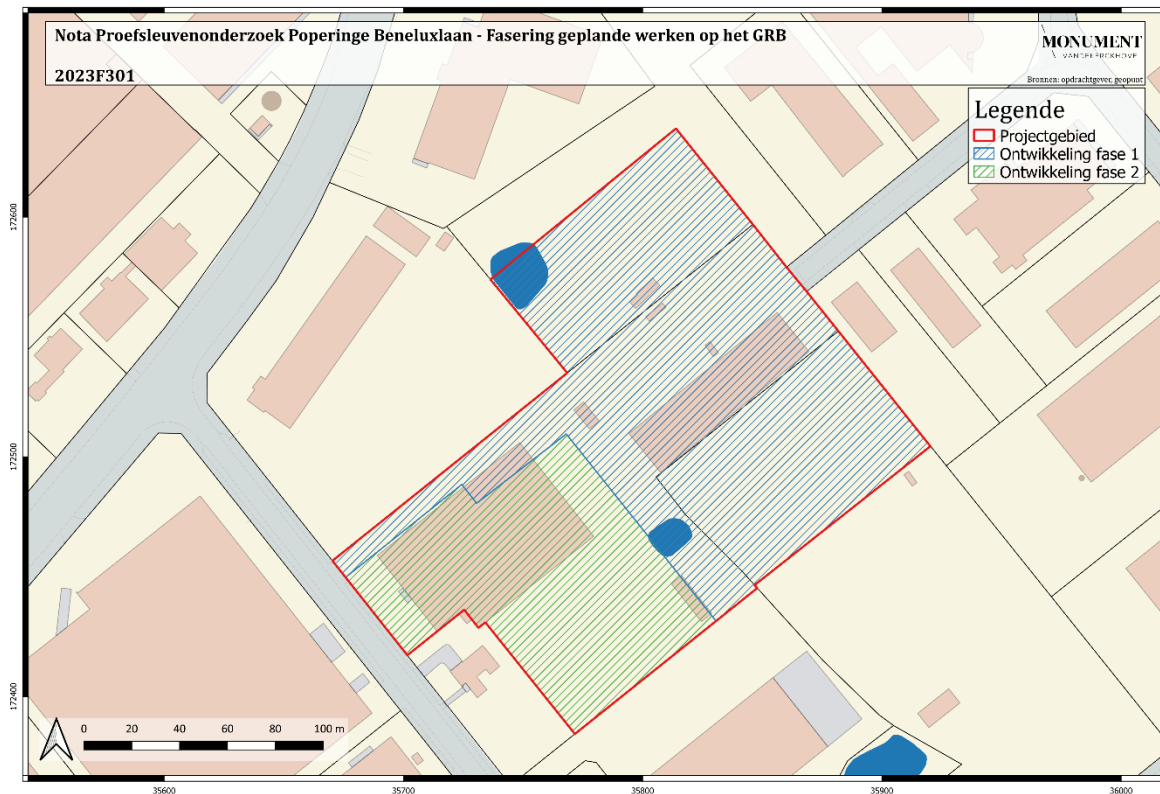 Nota Proefsleuvenonderzoek Poperinge Beneluxlaan - Fasering geplande werken op het GRB
2023F301
MONUMENT
VANDEKERCKHOVE
Bronnen: opdrachtgever, geopunt
Legende
Projectgebied
Ontwikkeling fase 1
Ontwikkeling fase 2
172600
172500
172400
0 20 40 60 80 100 m
35600 35700 35800 35900 36000